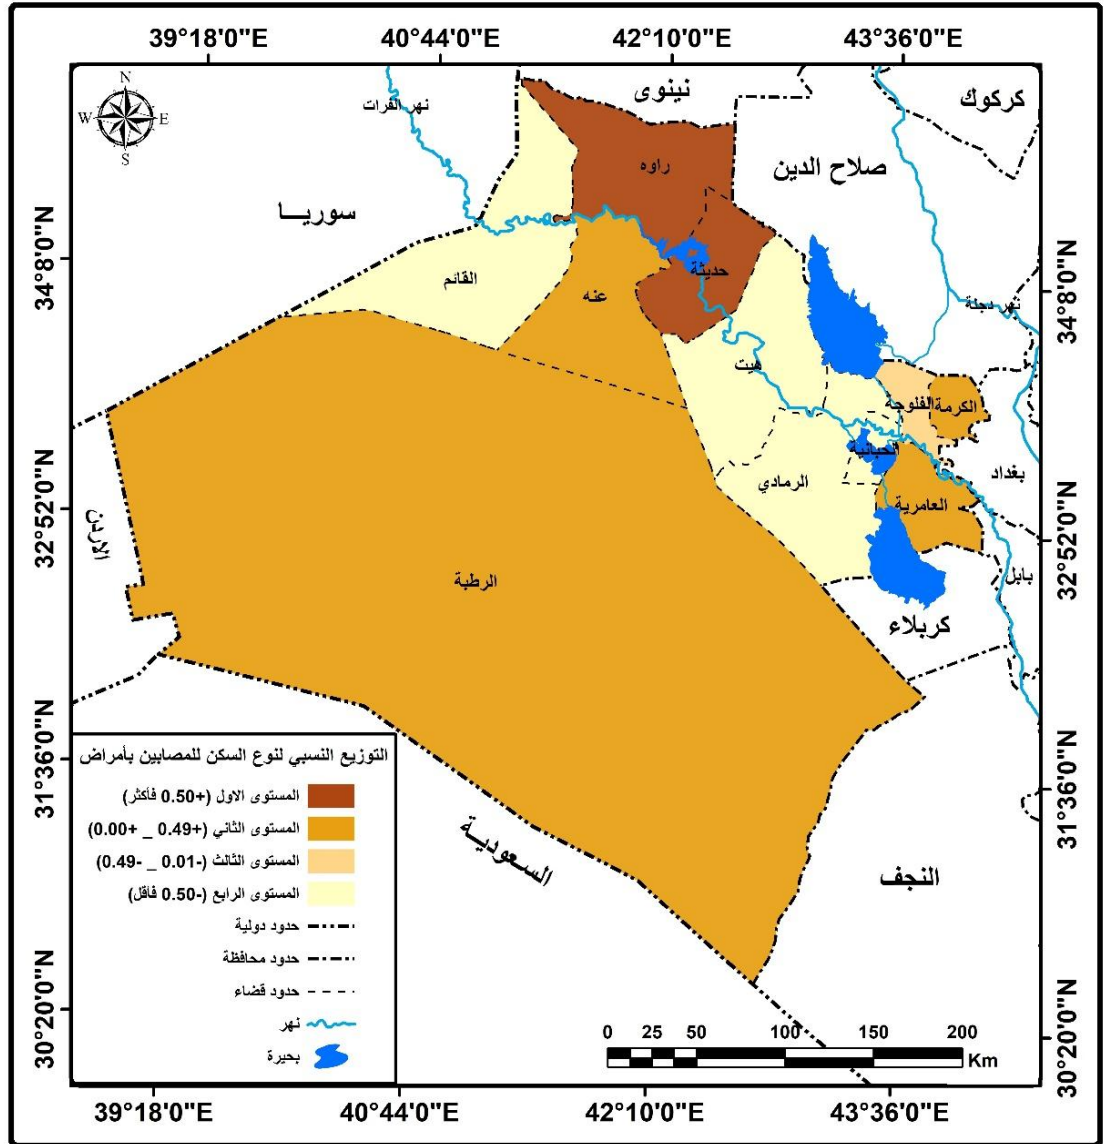 39°18'0"E 40°44'0"E 42°10'0"E 43°36'0"E
N
W E
S
نهر الفرات
نينوى
كركوك
راوه
صلاح الدين
سوريـــا
34°8'0"N
القائم
عنه
حديثة
نهر دجلة
34°8'0"N
هيت
الفلوجة
الكرمة
الحبانية
بغداد
الرمادي
العامرية
32°52'0"N
الاردن
الرطبة
32°52'0"N
بابل
كربلاء
31°36'0"N
31°36'0"N
السعوديـة
النجف
التوزيع النسبي لنوع السكن للمصابين بأمراض
المستوى الاول (+0.50 فأكثر)
المستوى الثاني (+0.49 _ +0.00)
المستوى الثالث (-0.01 _ -0.49)
المستوى الرابع (-0.50 فأقل)
حدود دولية
حدود محافظة
حدود قضاء
نهر
بحيرة
30°20'0"N
30°20'0"N
0 25 50 100 150 200
Km
39°18'0"E 40°44'0"E 42°10'0"E 43°36'0"E